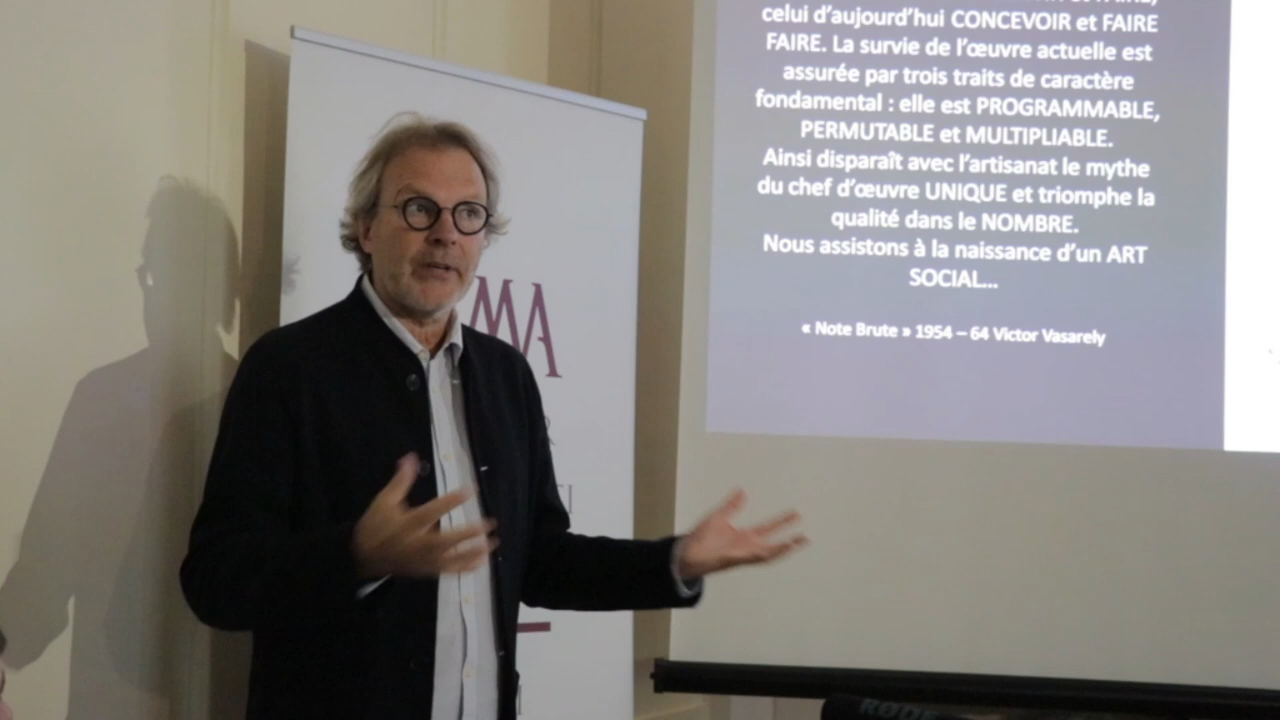 celui d'aujourd'hui CONCEVOIR et FAIRE
FAIRE. La survie de l'œuvre actuelle est
assurée par trois traits de caractère
fondamental : elle est PROGRAMMABLE,
PERMUTABLE et MULTIPLIABLE.
Ainsi disparaît avec l'artisanat le mythe
du chef d'œuvre UNIQUE et triomphe la
qualité dans le NOMBRE.
Nous assistons à la naissance d'un ART
SOCIAL...
« Note Brute » 1954 – 64 Victor Vasarely
MA
RØDE